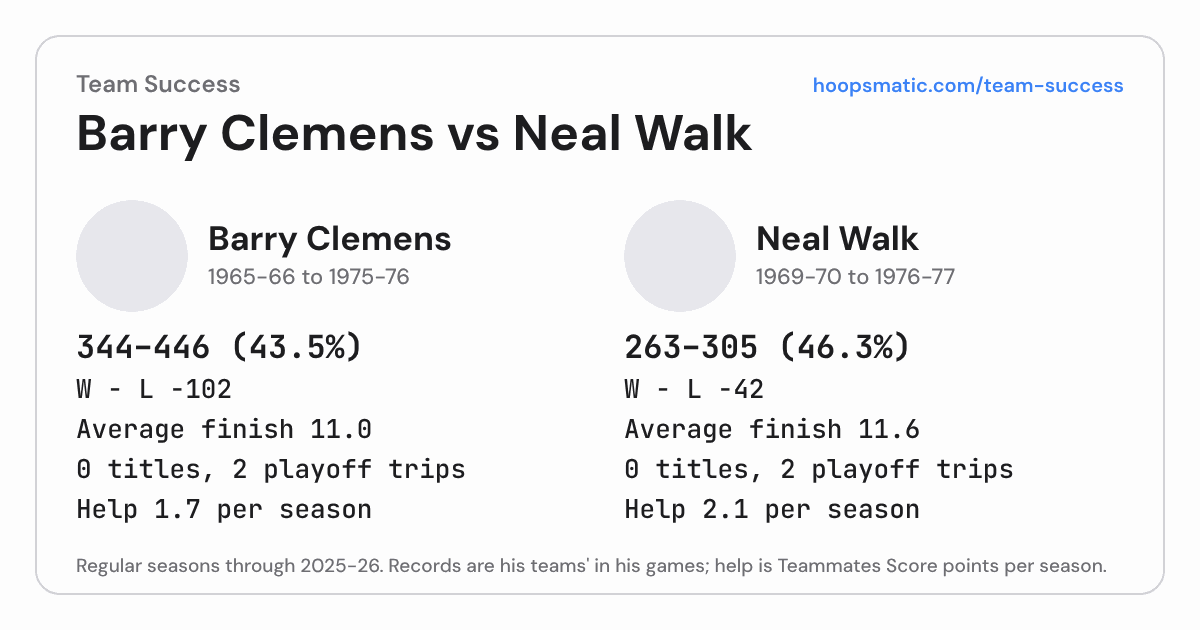 Team Success
hoopsmatic.com/team-success
Barry Clemens vs Neal Walk
Barry Clemens
1965-66 to 1975-76
344-446 (43.5%)
W - L -102
Average finish 11.0
0 titles, 2 playoff trips
Help 1.7 per season
Neal Walk
1969-70 to 1976-77
263-305 (46.3%)
W - L -42
Average finish 11.6
0 titles, 2 playoff trips
Help 2.1 per season
Regular seasons through 2025-26. Records are his teams' in his games; help is Teammates Score points per season.